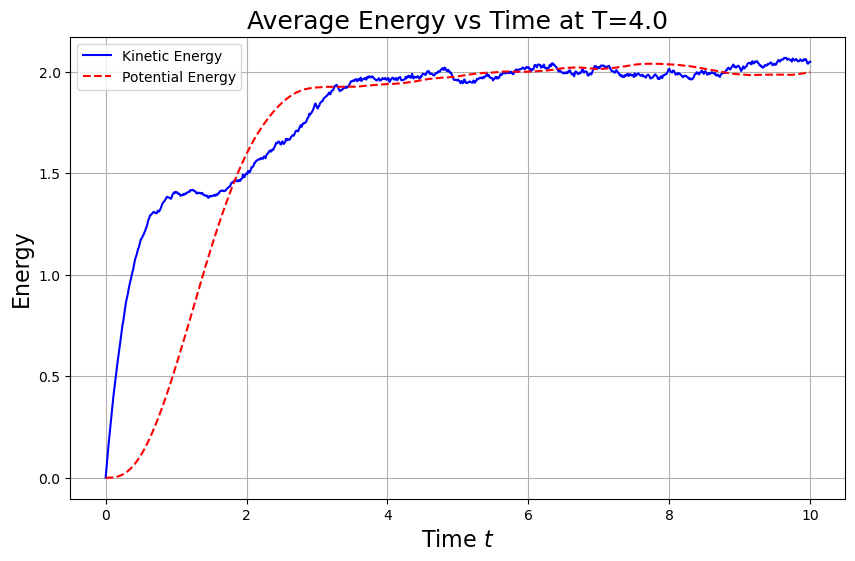 Average Energy vs Time at T=4.0
Kinetic Energy
Potential Energy
Energy
2.0
1.5
1.0
0.5
0.0
0 2 4 6 8 10
Time t